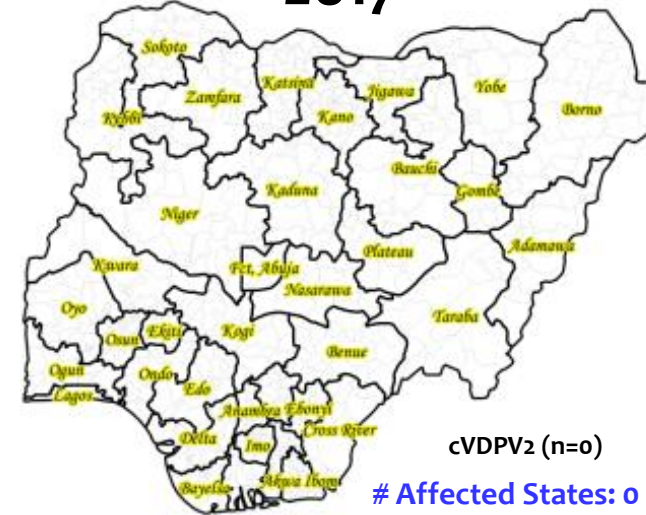 2017
Sokoto
Katsina
Jigawa
Yobe
Zamfara
Borno
Kebbi
Kano
Bauchi
Kaduna
Gombe
Niger
Adamawa
Plateau
Kwara
Fct, Abuja
Nasarawa
Oyo
Taraba
Osun
Ekiti
Kogi
Benue
Ogun
Ondo
Edo
Lagos
Anambra
Ebonyi
Cross River
Delta
Imo
cVDPV2 (n=0)
Bayelsa
Akwa Ibom
# Affected States: 0